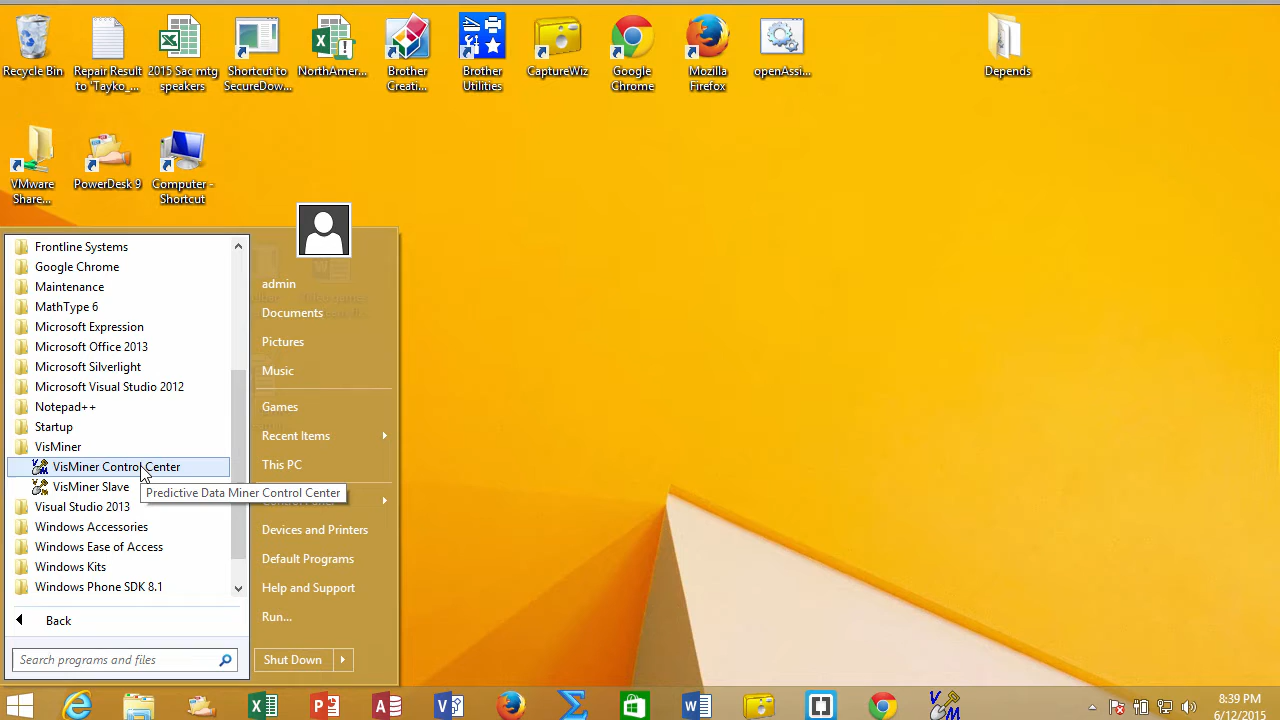 Recycle Bin
Repair Result
to 'Tayko_...
2015 Sac mtg
speakers
Shortcut to
SecureDow...
NorthAmer...
Brother
Creati...
Brother
Utilities
CaptureWiz
Google
Chrome
Mozilla
Firefox
openAssi...
Depends
VMware
Share...
PowerDesk 9
Computer -
Shortcut
Frontline Systems
Google Chrome
Maintenance
MathType 6
Microsoft Expression
Microsoft Office 2013
Microsoft Silverlight
Microsoft Visual Studio 2012
Notepad++
Startup
VisMiner
VisMiner Control Center
VisMiner Slave
Predictive Data Miner Control Center
Visual Studio 2013
Windows Accessories
Windows Ease of Access
Windows Kits
Windows Phone SDK 8.1
Back
Search programs and files
admin
Documents
Pictures
Music
Games
Recent Items
This PC
Devices and Printers
Default Programs
Help and Support
Run...
Shut Down
8:39 PM
6/12/2015